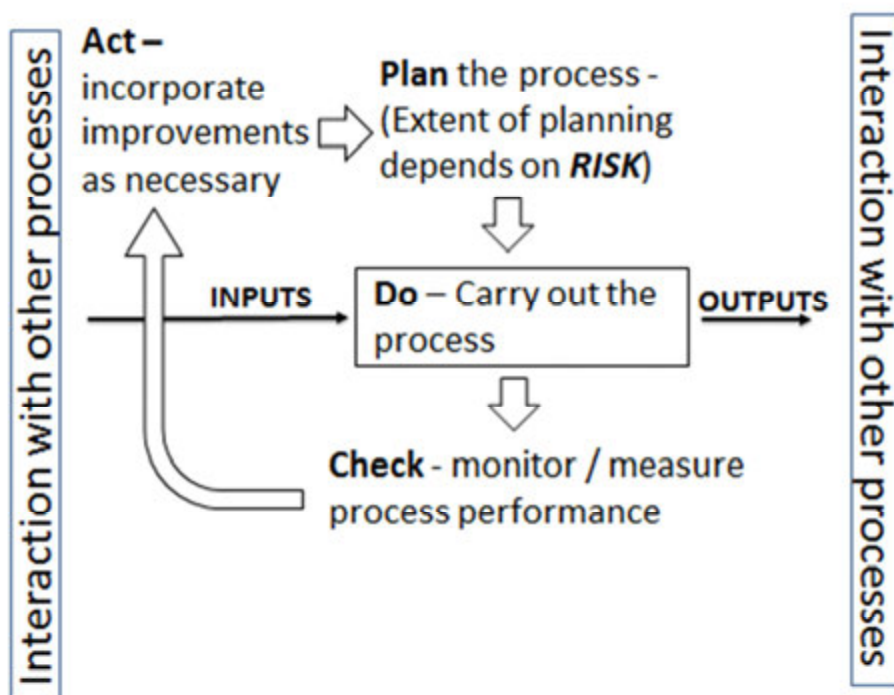 Interaction with other processes
Act –
incorporate
improvements
as necessary
Plan the process -
(Extent of planning
depends on RISK)
INPUTS
Do – Carry out the
process
OUTPUTS
Check - monitor / measure
process performance
Interaction with other processes